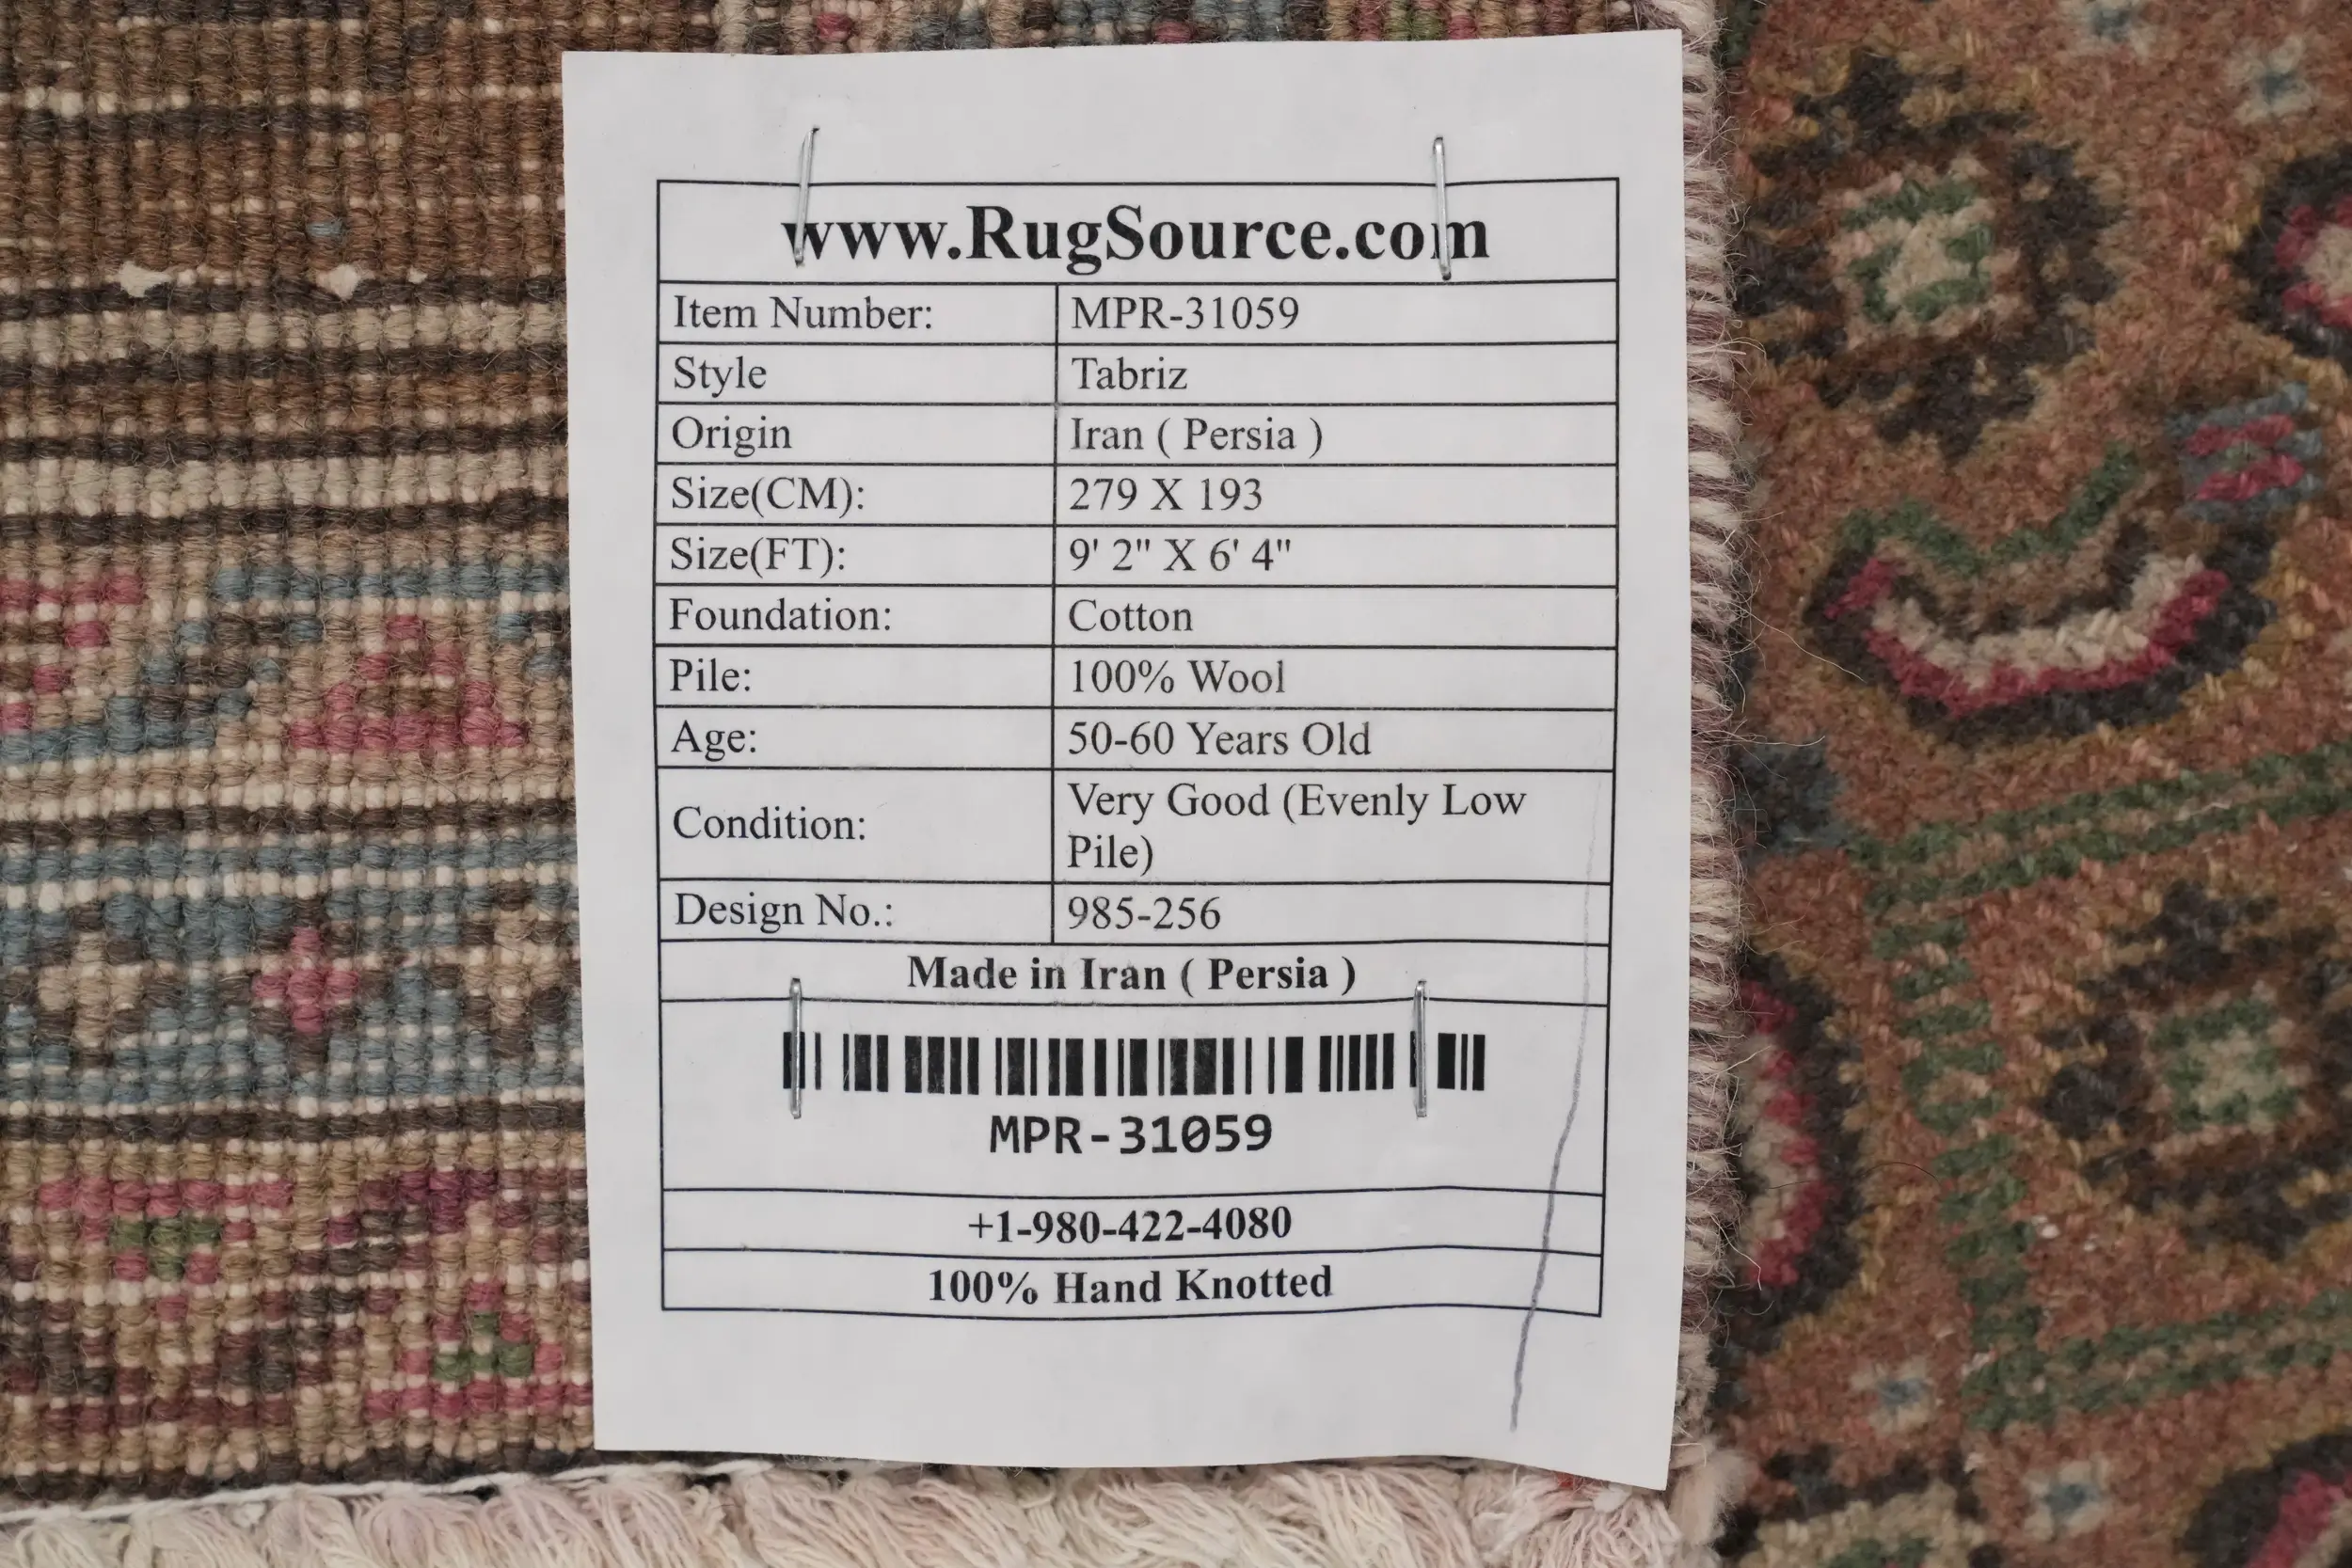 www.RugSource.com
Item Number: MPR-31059
Style Tabriz
Origin Iran ( Persia )
Size(CM): 279 X 193
Size(FT): 9' 2" X 6' 4"
Foundation: Cotton
Pile: 100% Wool
Age: 50-60 Years Old
Condition: Very Good (Evenly Low
Pile)
Design No.: 985-256
Made in Iran ( Persia )
MPR-31059
+1-980-422-4080
100% Hand Knotted